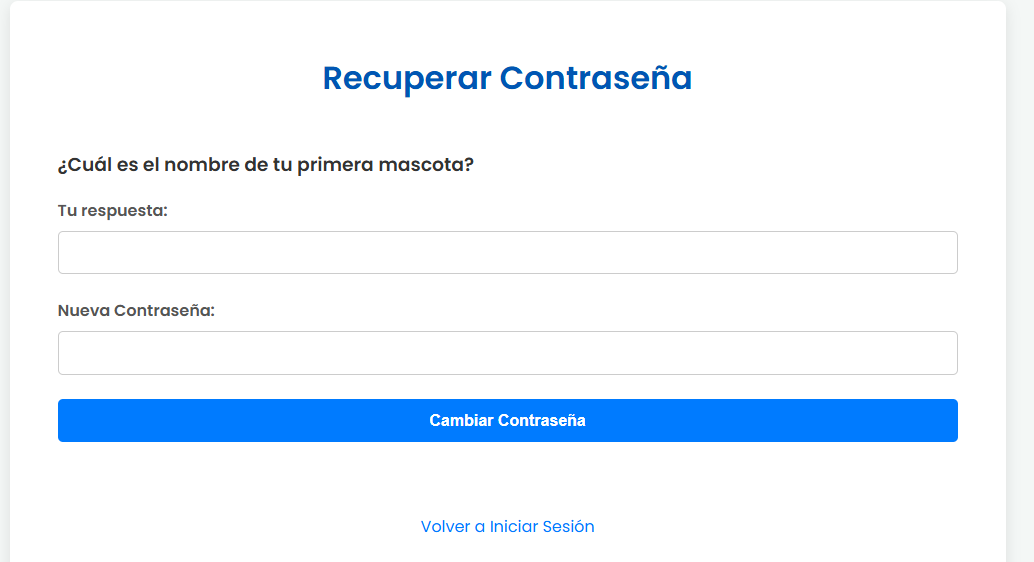 Recuperar Contraseña
¿Cuál es el nombre de tu primera mascota?
Tu respuesta:
Nueva Contraseña:
Cambiar Contraseña
Volver a Iniciar Sesión